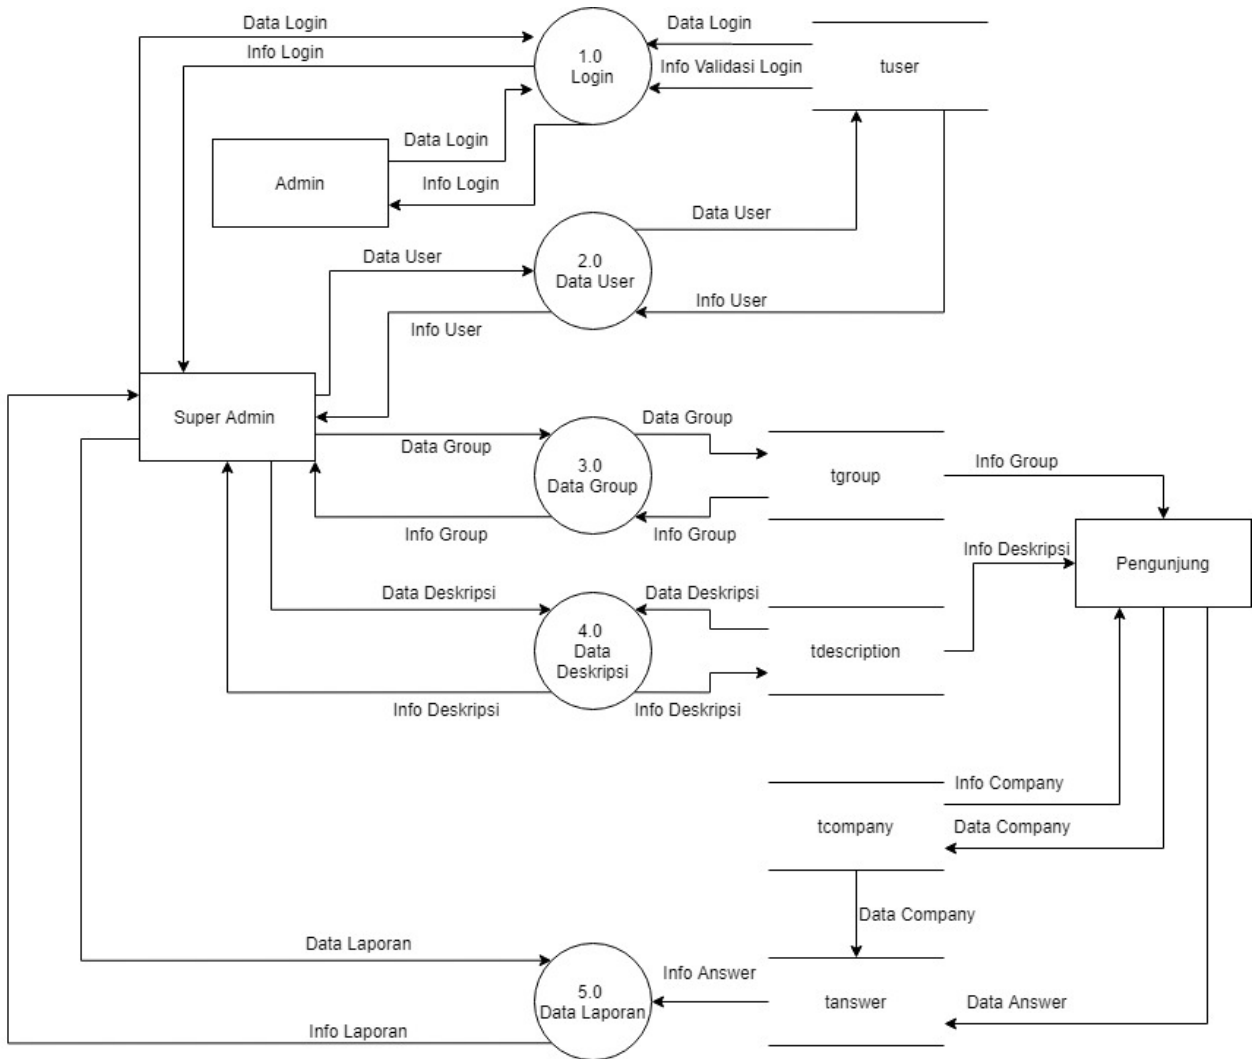 Data Login
Data Login
Info Login
1.0
Login
Info Validasi Login
tuser
Data Login
Admin
Info Login
Data User
Data User
2.0
Data User
Info User
Info User
Super Admin
Data Group
Data Group
3.0
Data Group
tgroup
Info Group
Info Group
Info Group
Info Deskripsi
Pengunjung
Data Deskripsi
Data Deskripsi
4.0
Data
Deskripsi
tdescription
Info Deskripsi
Info Deskripsi
Info Company
tcompany
Data Company
Data Company
Data Laporan
Info Answer
5.0
Data Laporan
tanswer
Data Answer
Info Laporan